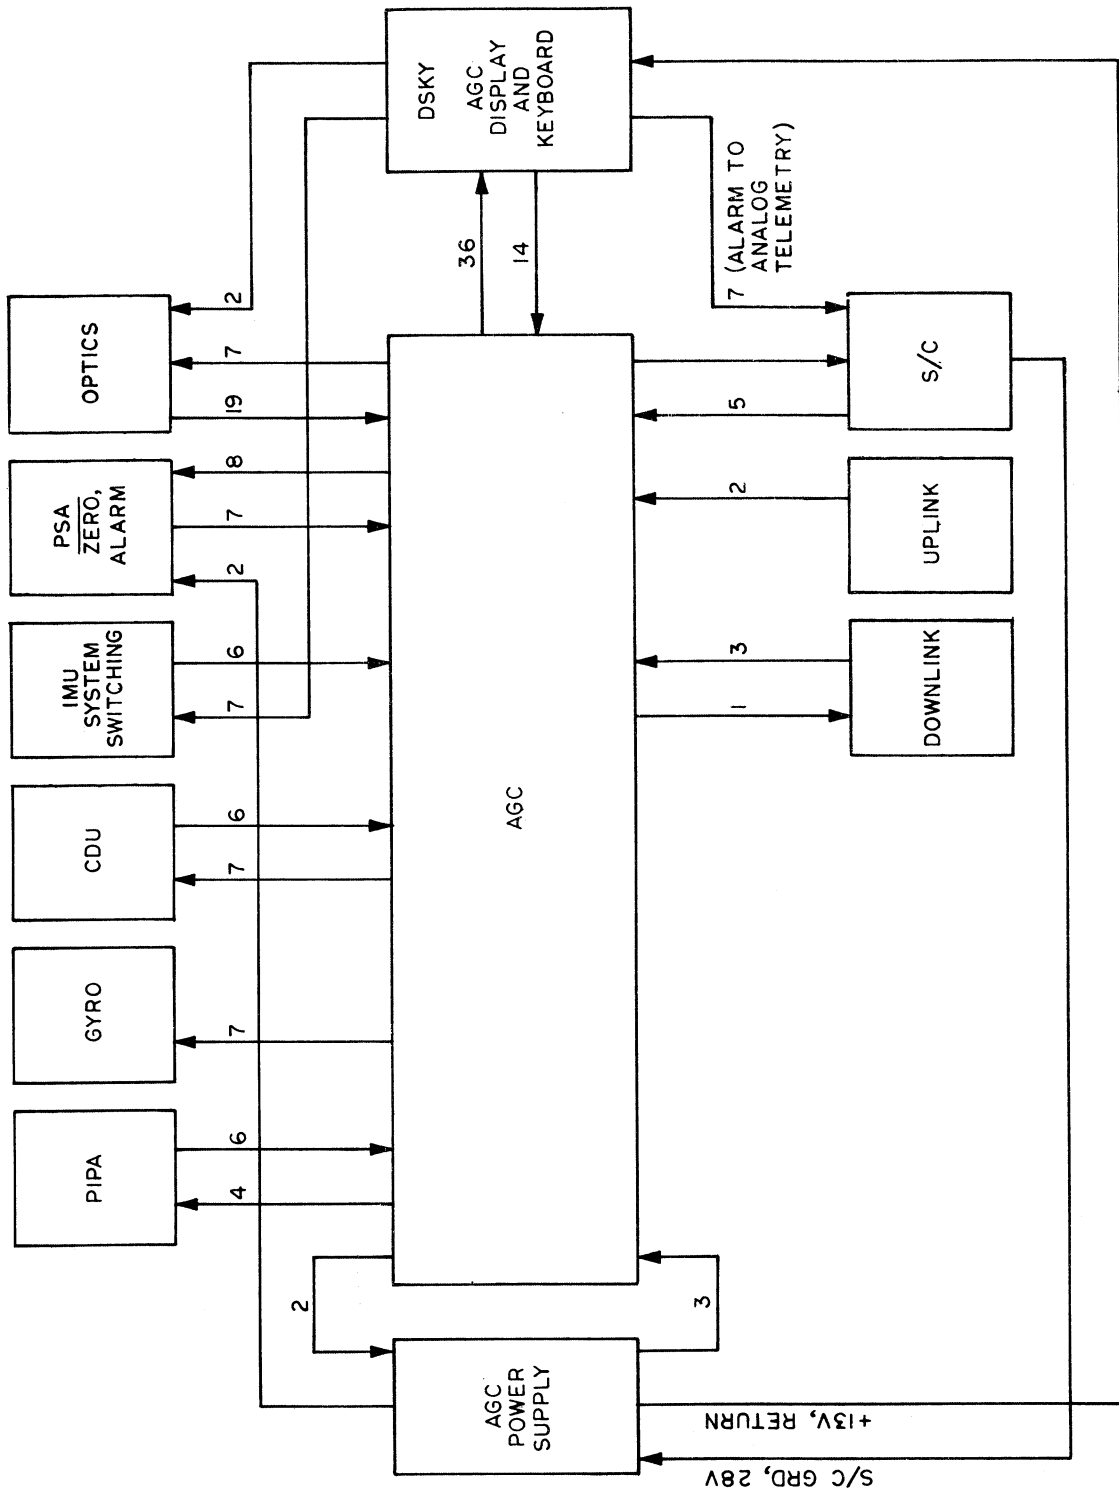 PIPA
GYRO
CDU
IMU
SYSTEM
SWITCHING
PSA
ZERO,
ALARM
OPTICS
4
6
7
7
6
7
6
2
7
8
19
7
2
2
AGC
POWER
SUPPLY
AGC
36
14
DSKY
AGC
DISPLAY
AND
KEYBOARD
3
S/C GRD, 28V
+13V, RETURN
1
3
2
5
7 (ALARM TO
ANALOG
TELEMETRY)
DOWNLINK
UPLINK
S/C